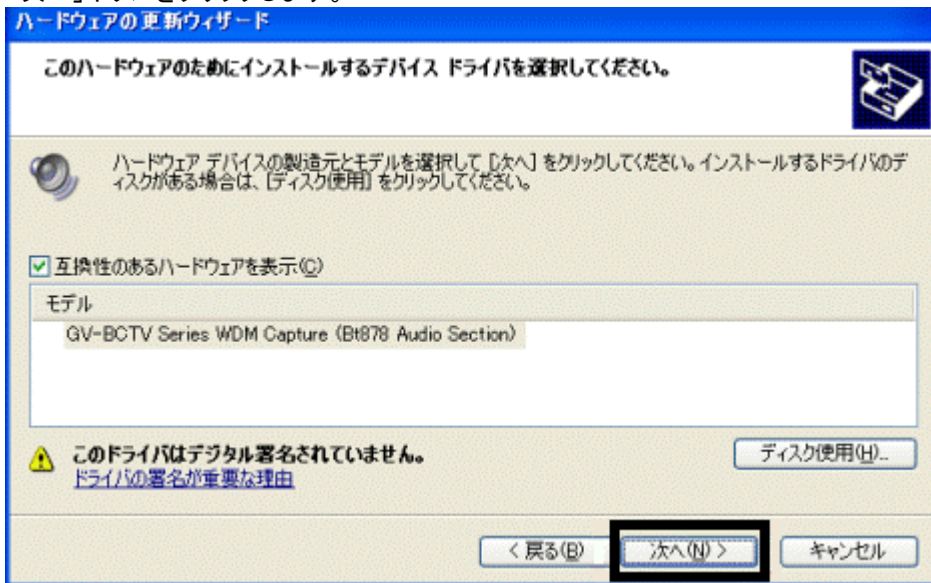 ハードウェアの更新ウィザード
このハードウェアのためにインストールするデバイス ドライバを選択してください。
ハードウェア デバイスの製造元とモデルを選択して [次へ] をクリックしてください。インストールするドライバのデ
ィスクがある場合は、[ディスク使用] をクリックしてください。
互換性のあるハードウェアを表示(C)
モデル
GV-BCTV Series WDM Capture (Bt878 Audio Section)
このドライバはデジタル署名されていません。
ディスク使用(H)...
ドライバの署名が重要な理由
< 戻る(B)
次へ(N) >
キャンセル